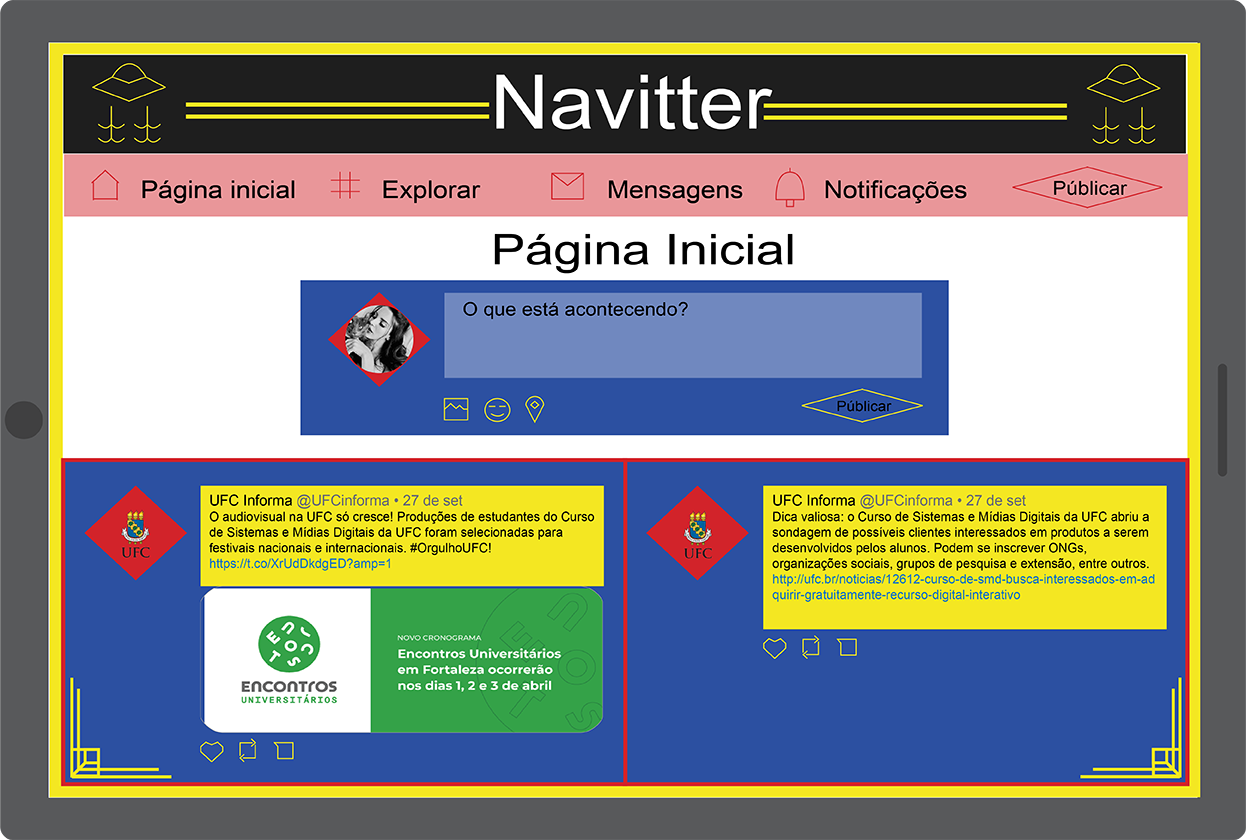 Navitter
Página inicial
Explorar
Mensagens
Notificações
Públicar
Página Inicial
O que está acontecendo?
Públicar
UFC
UFC Informa @UFCinforma • 27 de set
O audiovisual na UFC só cresce! Produções de estudantes do Curso
de Sistemas e Mídias Digitais da UFC foram selecionadas para
festivais nacionais e internacionais. #OrgulhoUFC!
https://t.co/XrUdDkdgED?amp=1
ENCONTROS
ENCONTROS
UNIVERSITÁRIOS
NOVO CRONOGRAMA
Encontros Universitários
em Fortaleza ocorrerão
nos dias 1, 2 e 3 de abril
UFC
UFC Informa @UFCinforma • 27 de set
Dica valiosa: o Curso de Sistemas e Mídias Digitais da UFC abriu a
sondagem de possíveis clientes interessados em produtos a serem
desenvolvidos pelos alunos. Podem se inscrever ONGs,
organizações sociais, grupos de pesquisa e extensão, entre outros.
http://ufc.br/noticias/12612-curso-de-smd-busca-interessados-em-ad
quirir-gratuitamente-recurso-digital-interativo